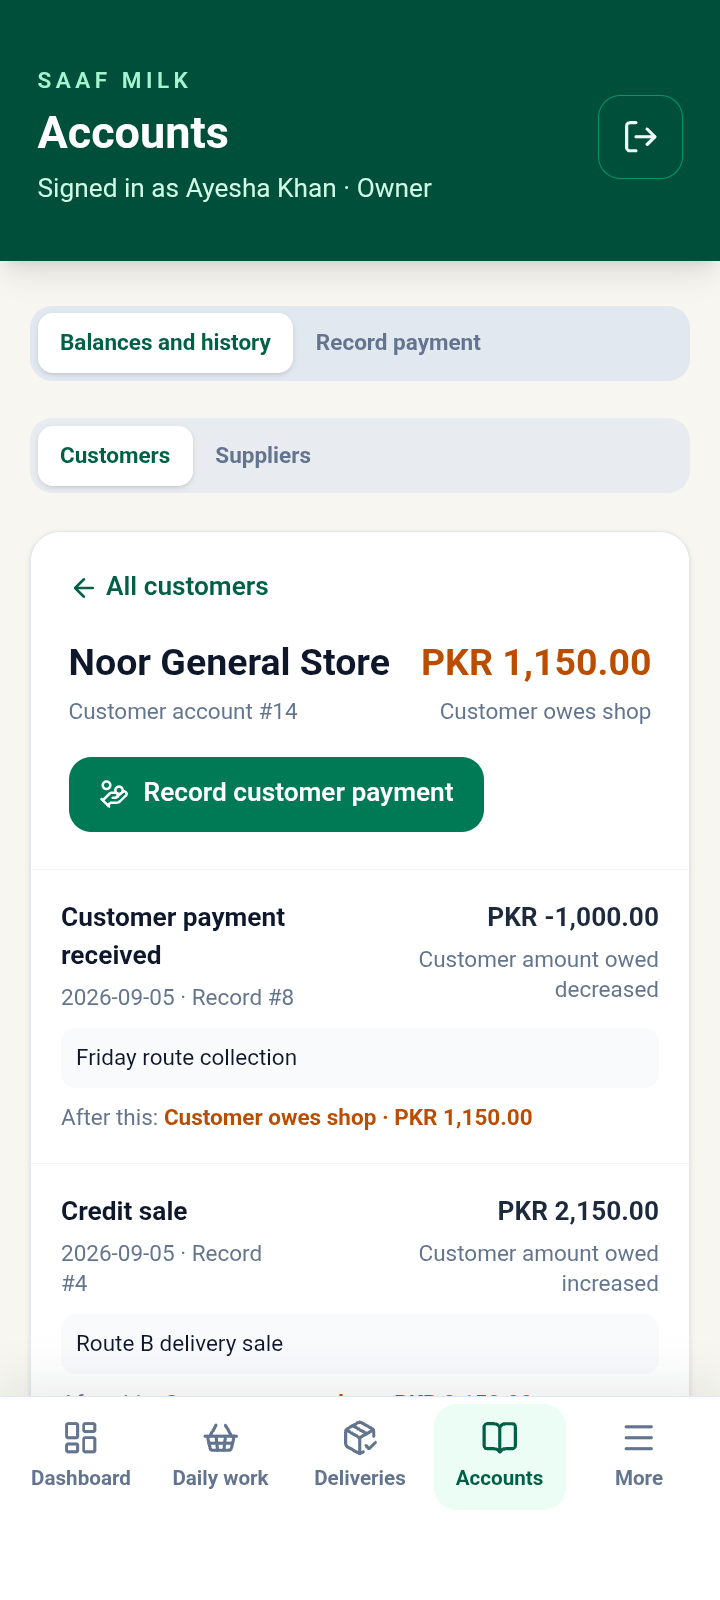 SAAF MILK
Accounts
Signed in as Ayesha Khan · Owner
Balances and history
Record payment
Customers
Suppliers
All customers
Noor General Store
PKR 1,150.00
Customer account #14
Customer owes shop
Record customer payment
Customer payment
received
PKR -1,000.00
Customer amount owed
decreased
2026-09-05 · Record #8
Friday route collection
After this: Customer owes shop · PKR 1,150.00
Credit sale
PKR 2,150.00
2026-09-05 · Record
#4
Customer amount owed
increased
Route B delivery sale
Dashboard
Daily work
Deliveries
Accounts
More